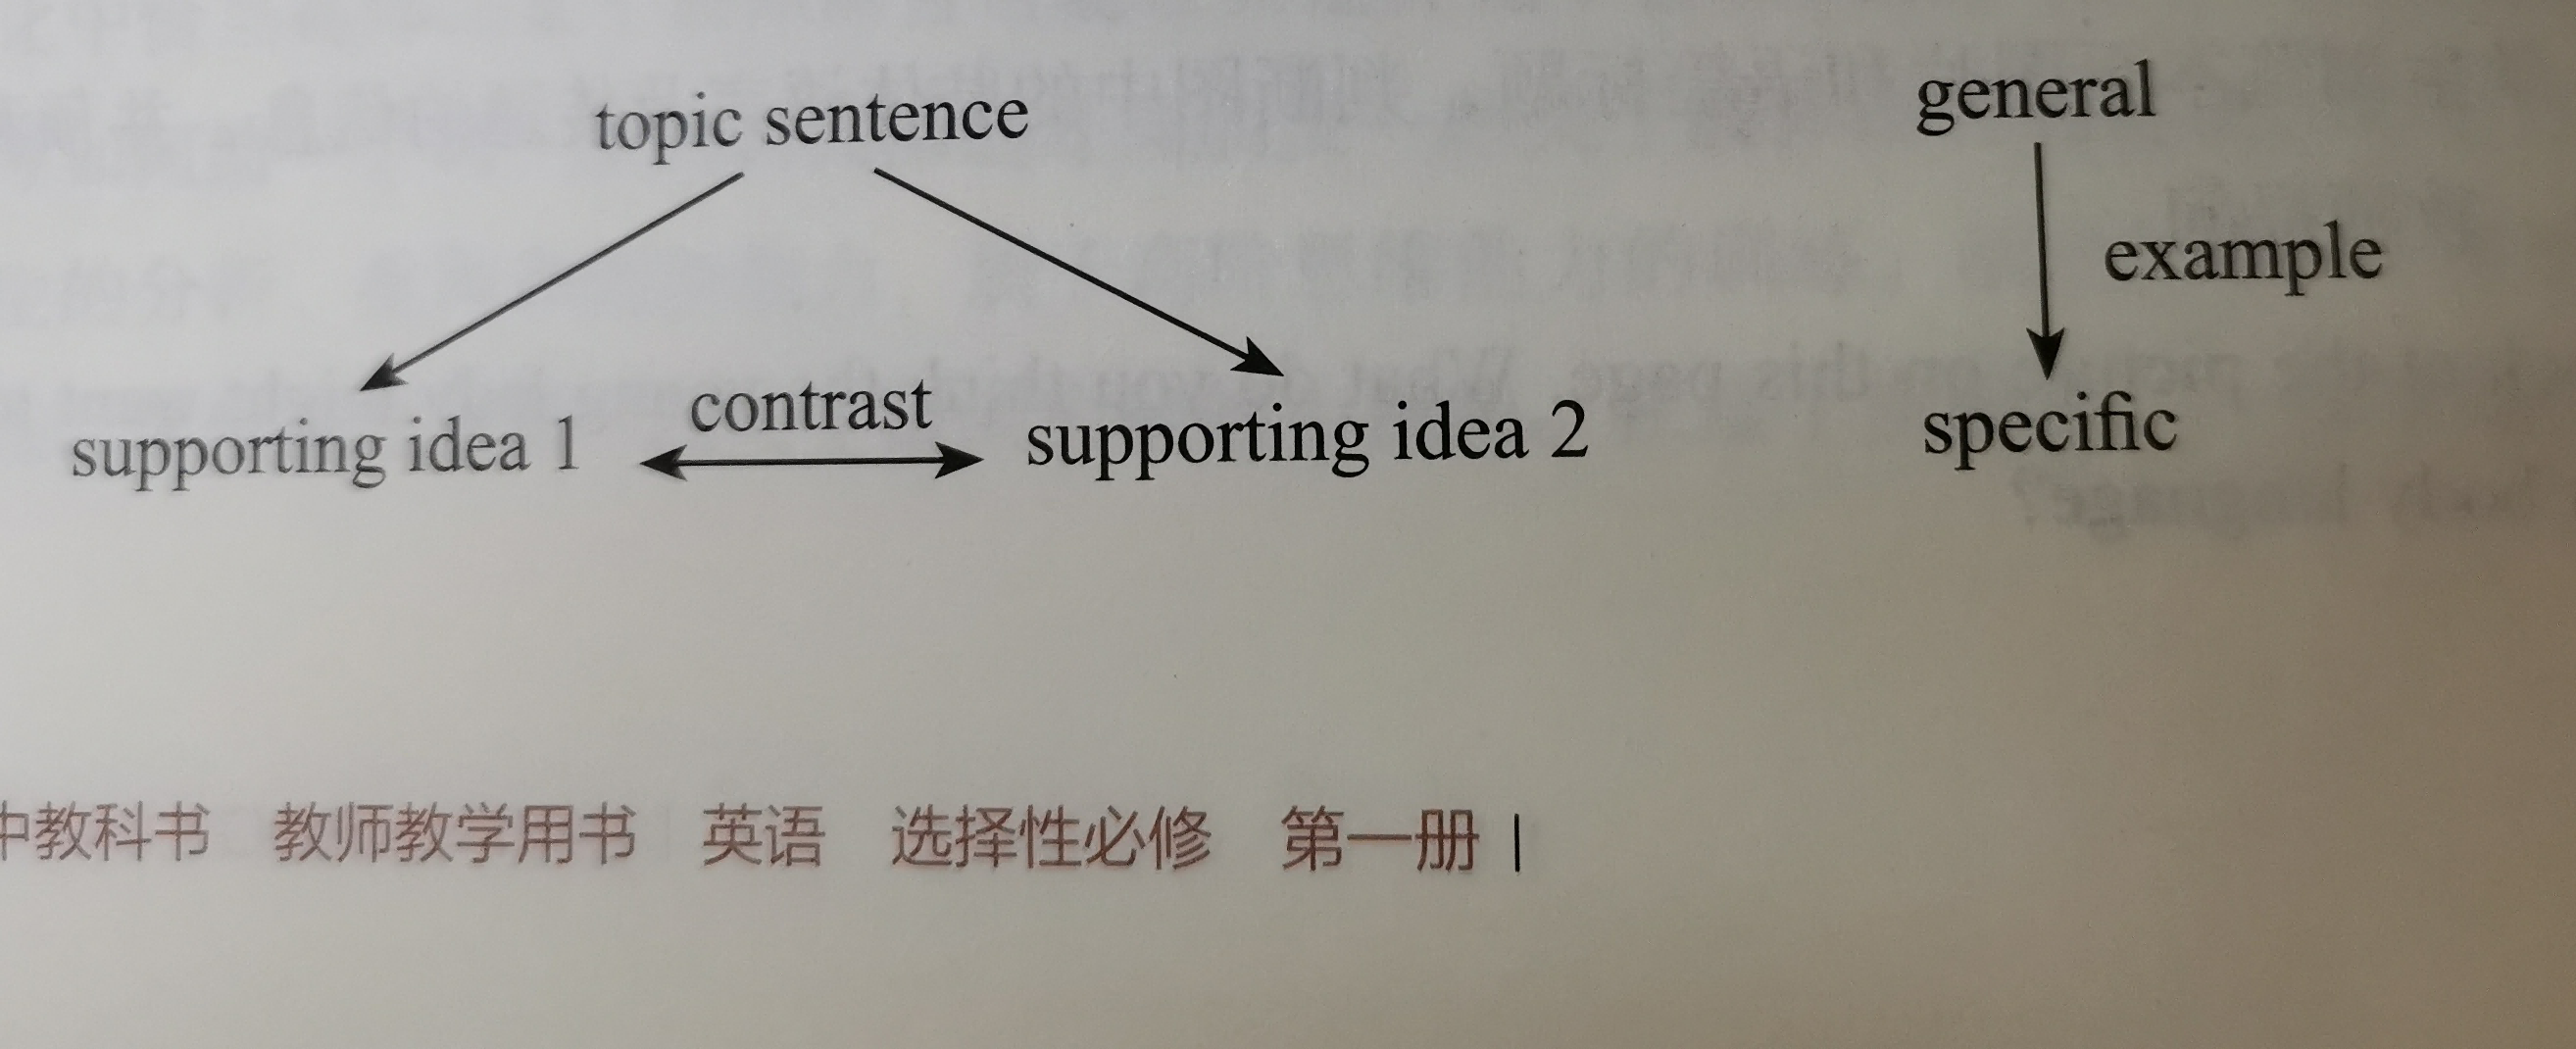 topic sentence
general
example
contrast
supporting idea 1
supporting idea 2
specific
中教科书 教师教学用书 英语 选择性必修 第一册 |